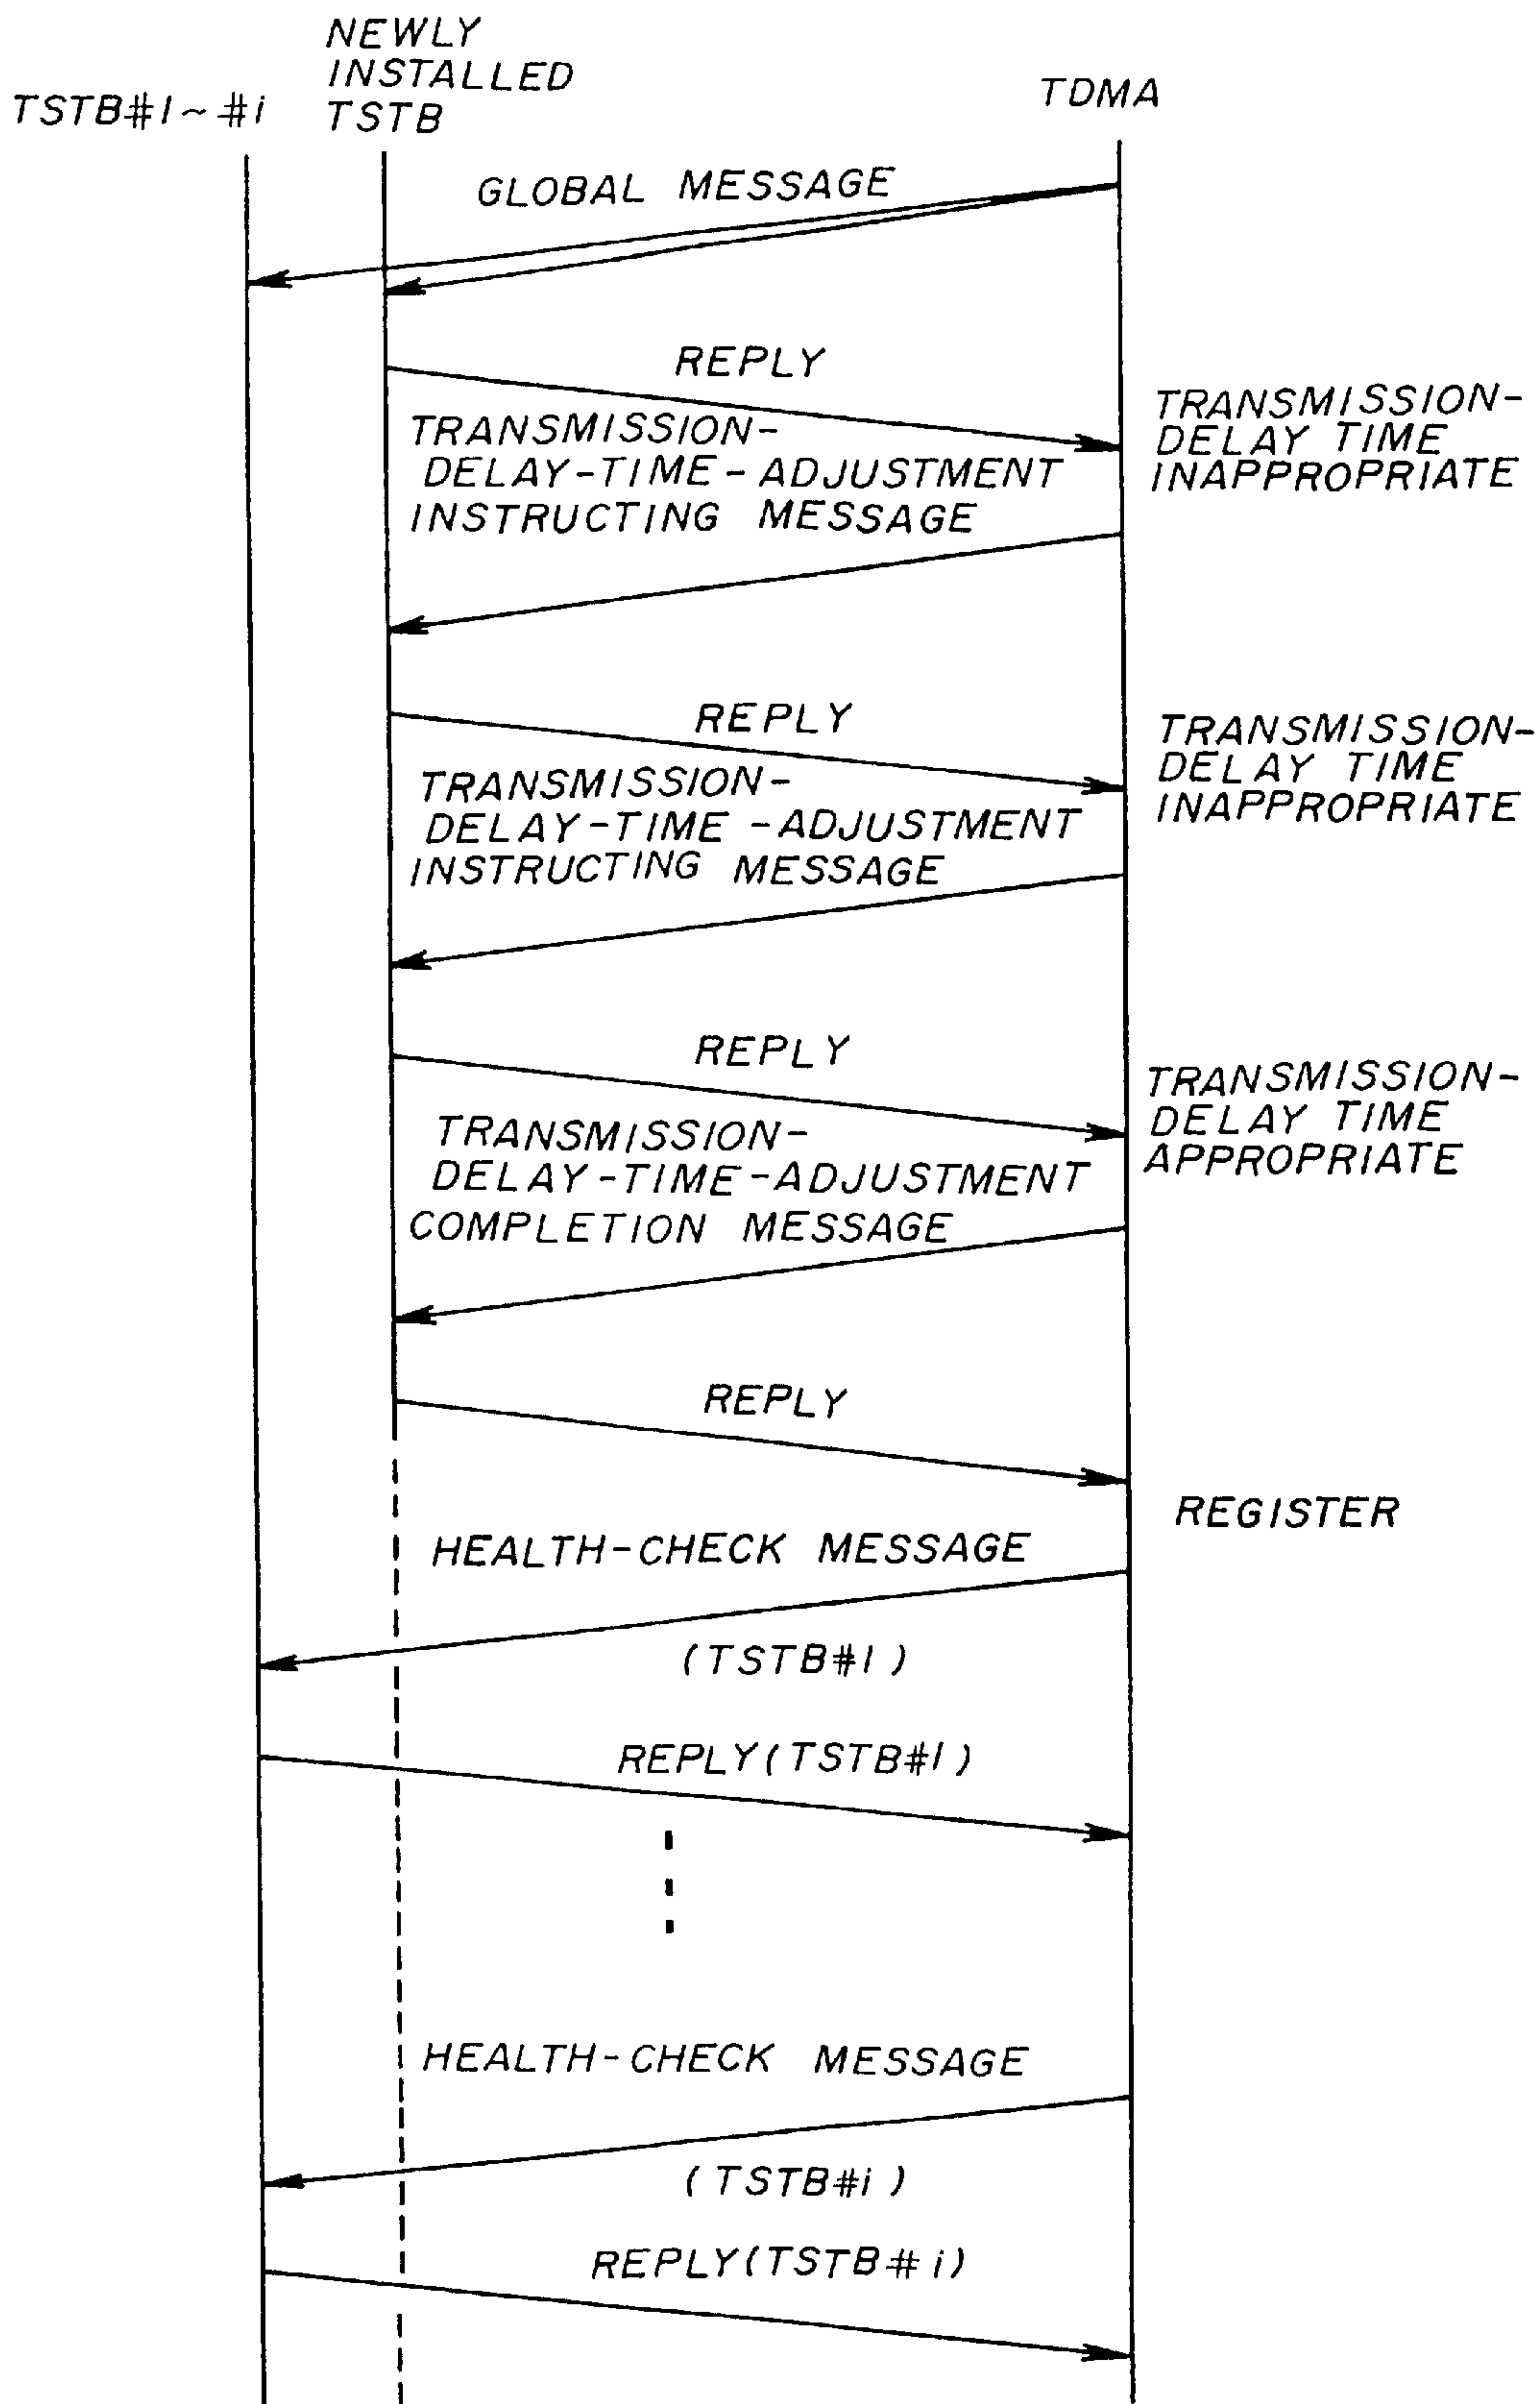 NEWLY
INSTALLED
TSTB
TSTB#1~#i
TDMA
GLOBAL MESSAGE
REPLY
TRANSMISSION-
DELAY TIME
INAPPROPRIATE
TRANSMISSION-
DELAY-TIME-ADJUSTMENT
INSTRUCTING MESSAGE
REPLY
TRANSMISSION-
DELAY TIME
INAPPROPRIATE
TRANSMISSION-
DELAY-TIME-ADJUSTMENT
INSTRUCTING MESSAGE
REPLY
TRANSMISSION-
DELAY TIME
APPROPRIATE
TRANSMISSION-
DELAY-TIME-ADJUSTMENT
COMPLETION MESSAGE
REPLY
REGISTER
HEALTH-CHECK MESSAGE
(TSTB#1)
REPLY(TSTB#1)
HEALTH-CHECK MESSAGE
(TSTB#i)
REPLY(TSTB#i)